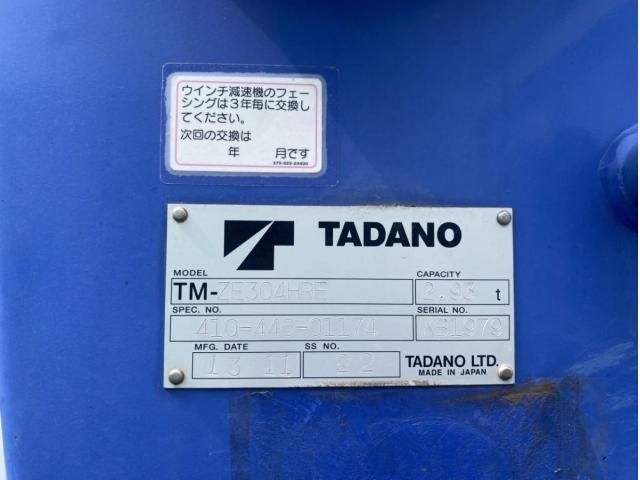 ウインチ減速機のフェー
シングは３年毎に交換し
てください。
次回の交換は
年　月です
TADANO
MODEL CAPACITY
TM-ZE304HRE 2.93 t
SPEC. NO. SERIAL NO.
410-446-01174 KB1979
MFG. DATE SS NO.
13 11 22 TADANO LTD.
MADE IN JAPAN